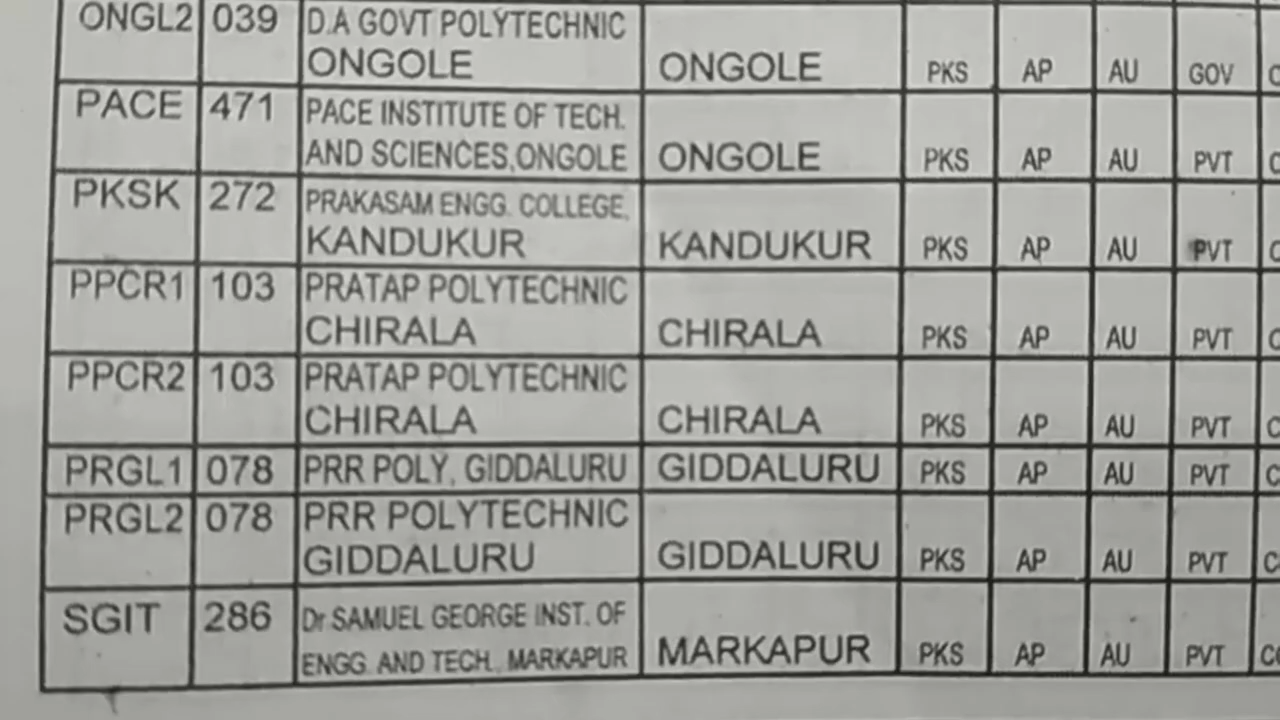 ONGL2 039 D.A GOVT POLYTECHNIC
ONGOLE ONGOLE PKS AP AU GOV
PACE 471 PACE INSTITUTE OF TECH.
AND SCIENCES,ONGOLE ONGOLE PKS AP AU PVT
PKSK 272 PRAKASAM ENGG. COLLEGE,
KANDUKUR KANDUKUR PKS AP AU PVT
PPCR1 103 PRATAP POLYTECHNIC
CHIRALA CHIRALA PKS AP AU PVT
PPCR2 103 PRATAP POLYTECHNIC
CHIRALA CHIRALA PKS AP AU PVT
PRGL1 078 PRR POLY, GIDDALURU GIDDALURU PKS AP AU PVT
PRGL2 078 PRR POLYTECHNIC
GIDDALURU GIDDALURU PKS AP AU PVT
SGIT 286 Dr SAMUEL GEORGE INST. OF
ENGG. AND TECH., MARKAPUR MARKAPUR PKS AP AU PVT